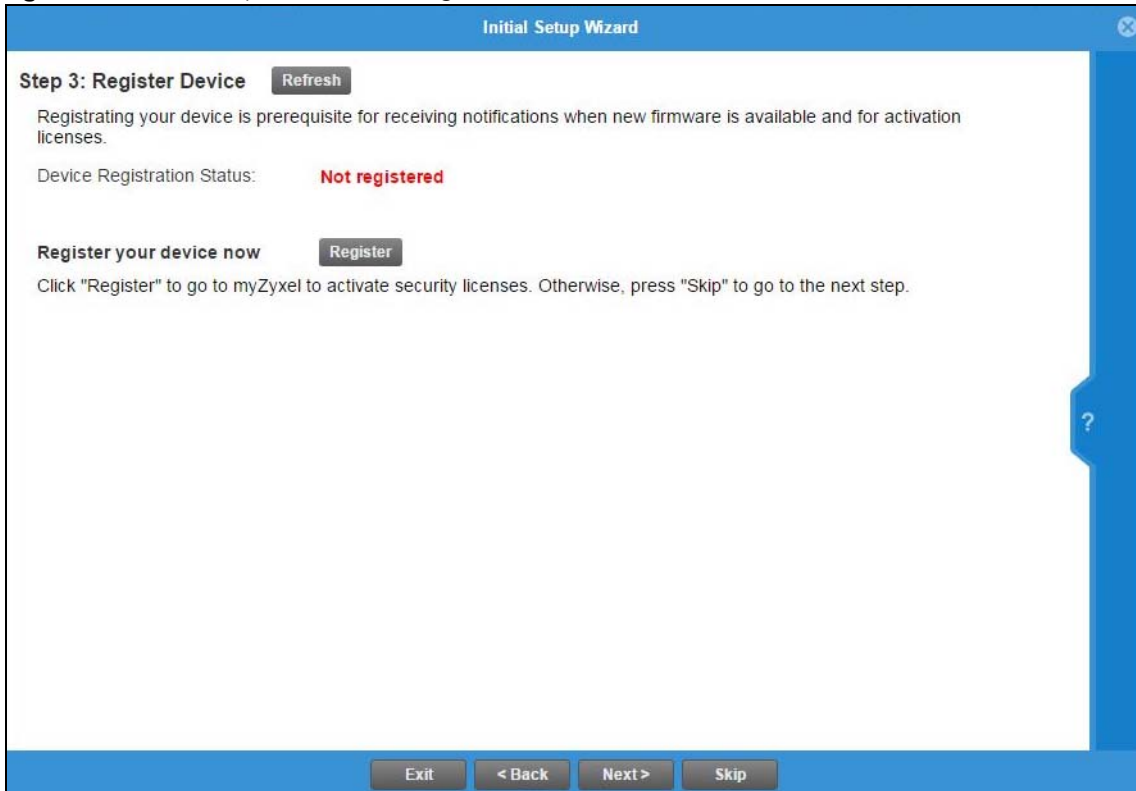 Initial Setup Wizard
Step 3: Register Device Refresh
Registrating your device is prerequisite for receiving notifications when new firmware is available and for activation
licenses.
Device Registration Status: Not registered
Register your device now Register
Click "Register" to go to myZyxel to activate security licenses. Otherwise, press "Skip" to go to the next step.
?
Exit < Back Next > Skip